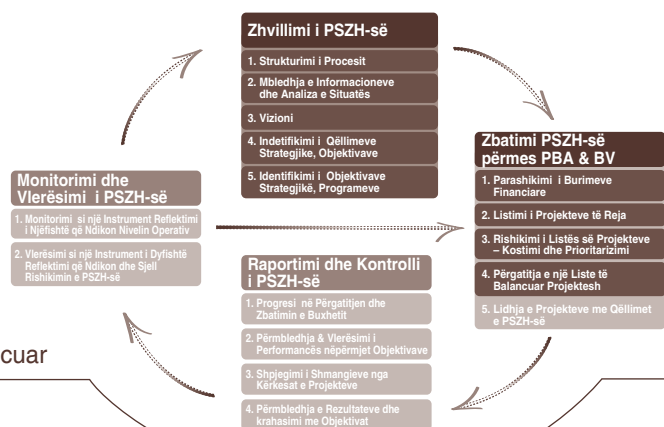 Zhvillimi i PSZH-së
1. Strukturimi i Procesit
2. Mbledhja e Informacioneve
dhe Analiza e Situatës
3. Vizioni
4. Indetifikimi i Qëllimeve
Strategjike, Objektivave
5. Identifikimi i Objektivave
Strategjikë, Programeve
Zbatimi PSZH-së
përmes PBA & BV
1. Parashikimi i Burimeve
Financiare
2. Listimi i Projekteve të Reja
3. Rishikimi i Listës së Projekteve
– Kostimi dhe Prioritarizimi
4. Përgatitja e një Liste të
Balancuar Projektesh
5. Lidhja e Projekteve me Qëllimet
e PSZH-së
Monitorimi dhe
Vlerësimi i PSZH-së
1. Monitorimi si një Instrument Reflektimi
i Njëfishtë që Ndikon Nivelin Operativ
2. Vlerësimi si një Instrument i Dyfishtë
Reflektimi që Ndikon dhe Sjell
Rishikimin e PSZH-së
Raportimi dhe Kontrolli
i PSZH-së
1. Progresi në Përgatitjen dhe
Zbatimin e Buxhetit
2. Përmbledhja & Vlerësimi i
Performancës nëpërmjet Objektivave
3. Shpjegimi i Shmangieve nga
Kërkesat e Projekteve
4. Përmbledhja e Rezultateve dhe
krahasimi me Objektivat
cuar